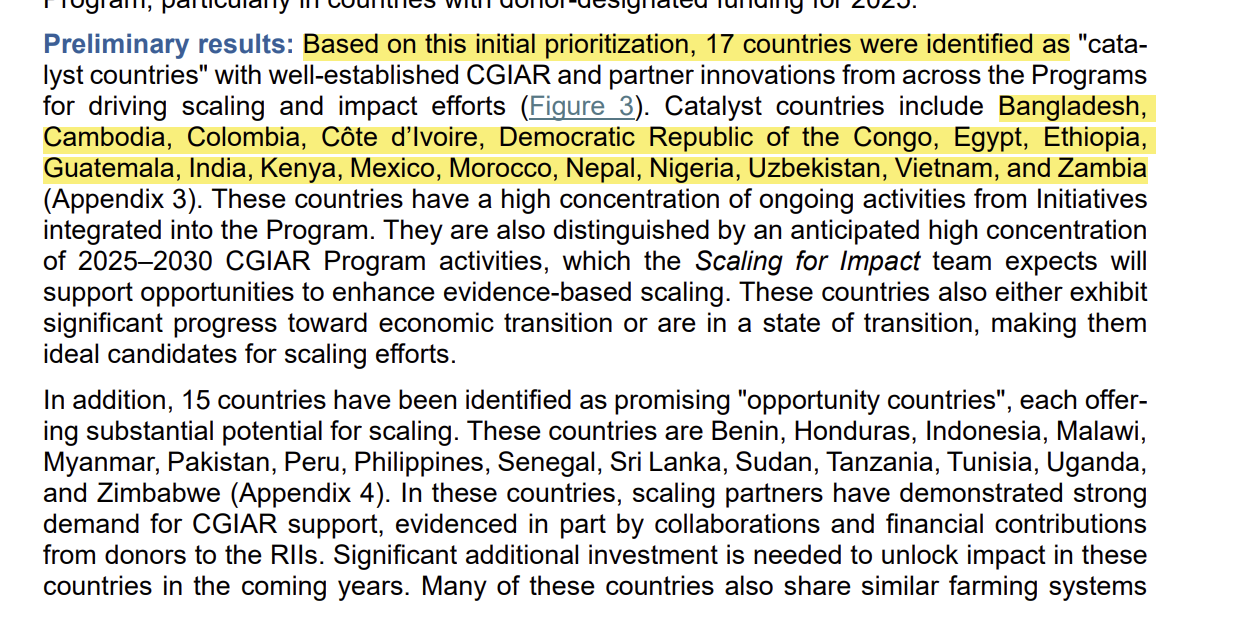 Program, particularly in countries with donor-designated funding for 2025.
Preliminary results: Based on this initial prioritization, 17 countries were identified as "cata-
lyst countries" with well-established CGIAR and partner innovations from across the Programs
for driving scaling and impact efforts (Figure 3). Catalyst countries include Bangladesh,
Cambodia, Colombia, Côte d’Ivoire, Democratic Republic of the Congo, Egypt, Ethiopia,
Guatemala, India, Kenya, Mexico, Morocco, Nepal, Nigeria, Uzbekistan, Vietnam, and Zambia
(Appendix 3). These countries have a high concentration of ongoing activities from Initiatives
integrated into the Program. They are also distinguished by an anticipated high concentration
of 2025–2030 CGIAR Program activities, which the Scaling for Impact team expects will
support opportunities to enhance evidence-based scaling. These countries also either exhibit
significant progress toward economic transition or are in a state of transition, making them
ideal candidates for scaling efforts.
In addition, 15 countries have been identified as promising "opportunity countries", each offer-
ing substantial potential for scaling. These countries are Benin, Honduras, Indonesia, Malawi,
Myanmar, Pakistan, Peru, Philippines, Senegal, Sri Lanka, Sudan, Tanzania, Tunisia, Uganda,
and Zimbabwe (Appendix 4). In these countries, scaling partners have demonstrated strong
demand for CGIAR support, evidenced in part by collaborations and financial contributions
from donors to the RIIs. Significant additional investment is needed to unlock impact in these
countries in the coming years. Many of these countries also share similar farming systems